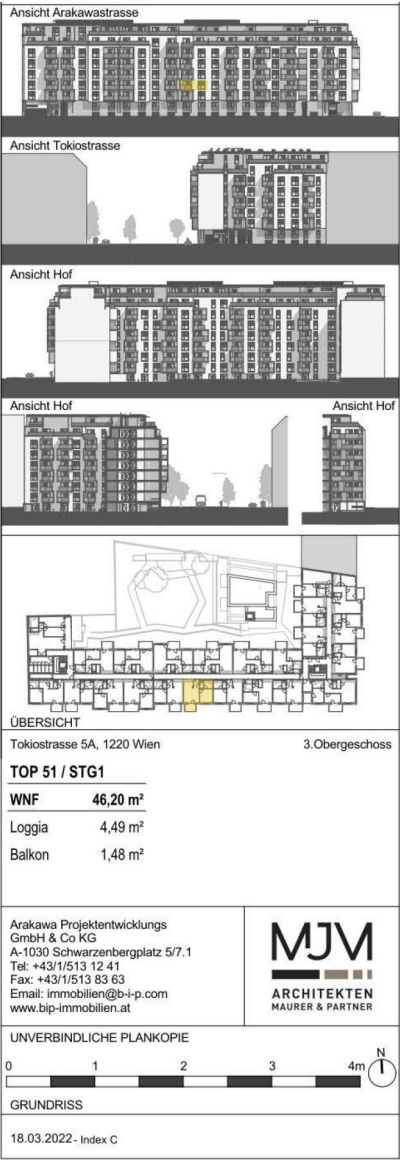 Ansicht Arakawastrasse
Ansicht Tokiostrasse
Ansicht Hof
Ansicht Hof
Ansicht Hof
ÜBERSICHT
Tokiostrasse 5A, 1220 Wien
3.Obergeschoss
TOP 51 / STG1
WNF 46,20 m²
Loggia 4,49 m²
Balkon 1,48 m²
Arakawa Projektentwicklungs
GmbH & Co KG
A-1030 Schwarzenbergplatz 5/7.1
Tel: +43/1/513 12 41
Fax: +43/1/513 83 63
Email: immobilien@b-i-p.com
www.bip-immobilien.at
MJM
ARCHITEKTEN
MAURER & PARTNER
UNVERBINDLICHE PLANKOPIE
0 1 2 3 4m
N
GRUNDRISS
18.03.2022 - Index C